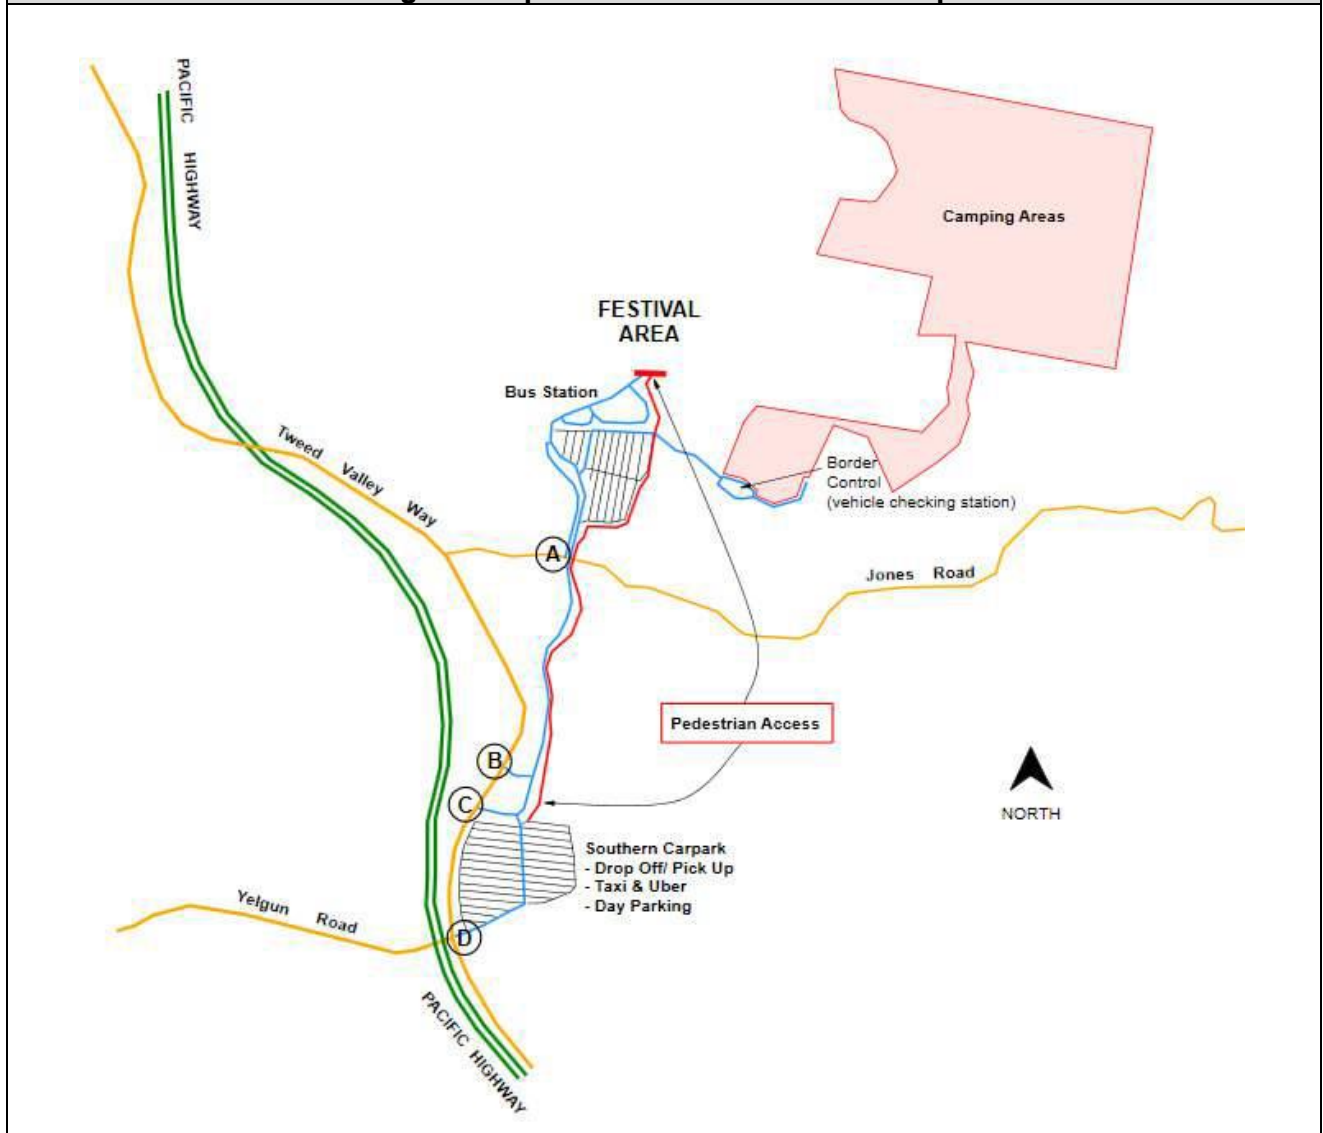 PACIFIC HIGHWAY
Camping Areas
FESTIVAL
AREA
Bus Station
Tweed Valley Way
Border
Control
(vehicle checking station)
A
Jones Road
Pedestrian Access
B
C
NORTH
Southern Carpark
- Drop Off/ Pick Up
- Taxi & Uber
- Day Parking
Yelgun Road
D
PACIFIC HIGHWAY